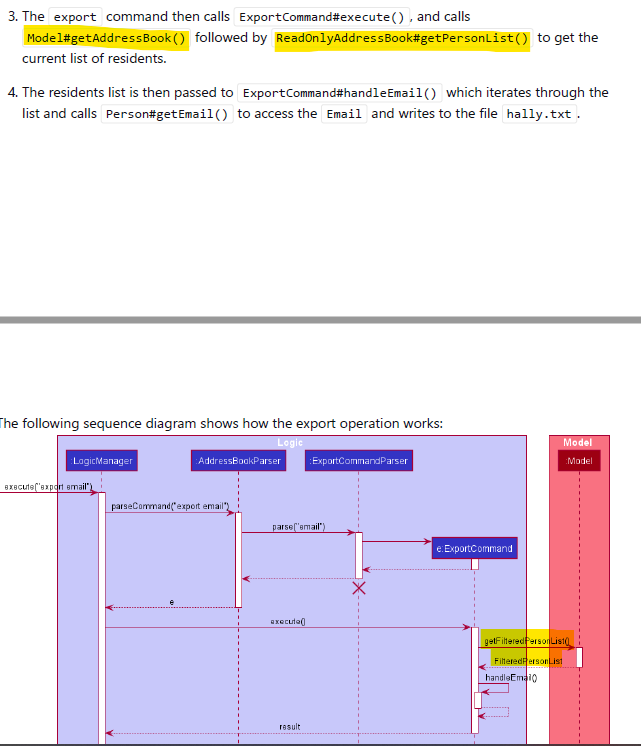 3. The export command then calls ExportCommand#execute(), and calls
Model#getAddressBook() followed by ReadOnlyAddressBook#getPersonList() to get the
current list of residents.
4. The residents list is then passed to ExportCommand#handleEmail() which iterates through the
list and calls Person#getEmail() to access the Email and writes to the file hally.txt.
The following sequence diagram shows how the export operation works:
Logic
Model
:LogicManager
:AddressBookParser
:ExportCommandParser
:Model
execute("export email")
parseCommand("export email")
parse("email")
e:ExportCommand
e
execute()
getFilteredPersonList()
FilteredPersonList
handleEmail()
result